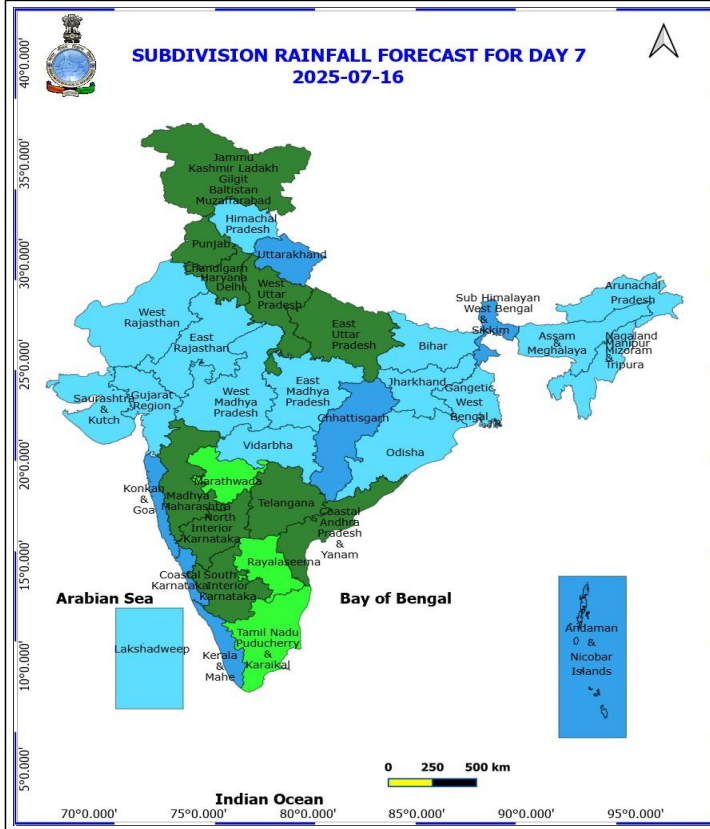 SUBDIVISION RAINFALL FORECAST FOR DAY 7
2025-07-16
40°0.000'
35°0.000'
30°0.000'
25°0.000'
20°0.000'
15°0.000'
10°0.000'
5°0.000'
Jammu
Kashmir Ladakh
Gilgit
Baltistan
Muzaffarabad
Himachal
Pradesh
Punjab
Uttarakhand
Chandigarh
Haryana
Delhi
West
Uttar
Pradesh
East
Uttar
Pradesh
West
Rajasthan
East
Rajasthan
Sub Himalayan
West Bengal
&
Sikkim
Arunachal
Pradesh
Assam
&
Meghalaya
Nagaland
Manipur
Mizoram
&
Tripura
Bihar
Jharkhand
Gangetic
West
Bengal
Saurashtra
&
Kutch
Gujarat
Region
West
Madhya
Pradesh
East
Madhya
Pradesh
Chhattisgarh
Odisha
Vidarbha
Konkan
&
Goa
Madhya
Maharashtra
Marathwada
Telangana
North
Interior
Karnataka
Coastal
Andhra
Pradesh
&
Yanam
Rayalaseema
Coastal
Karnataka
South
Interior
Karnataka
Arabian Sea
Bay of Bengal
Lakshadweep
Kerala
&
Mahe
Tamil Nadu
Puducherry
&
Karaikal
Andaman
&
Nicobar
Islands
0 250 500 km
Indian Ocean
70°0.000' 75°0.000' 80°0.000' 85°0.000' 90°0.000' 95°0.000'